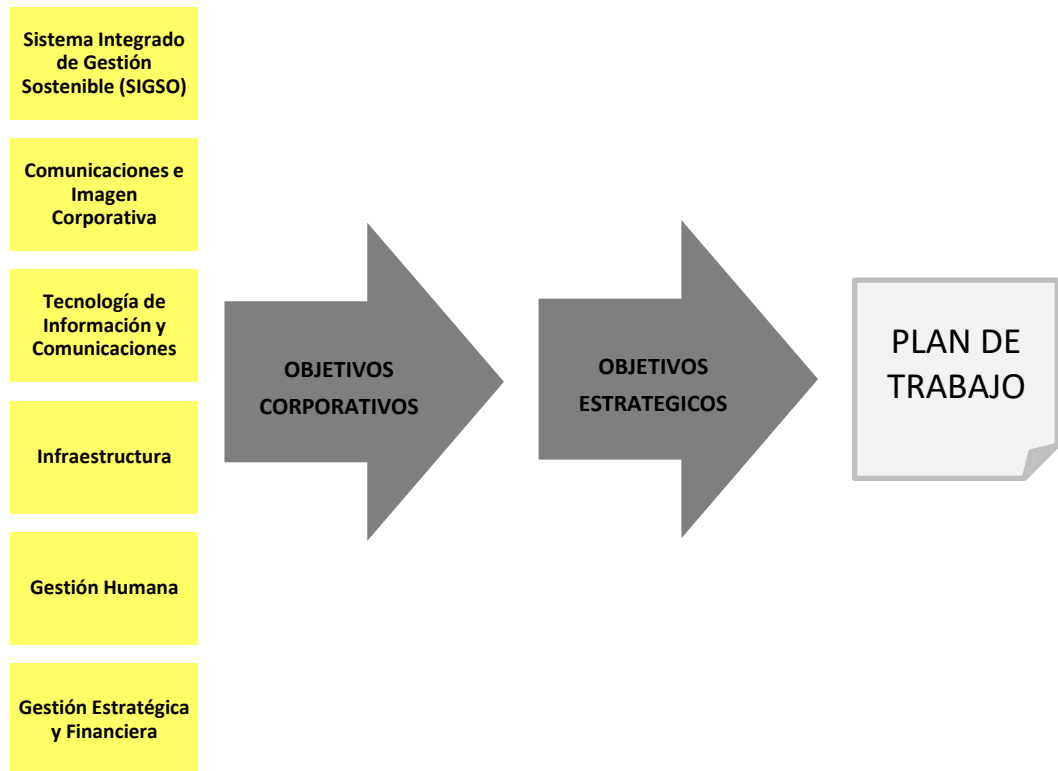 Sistema Integrado
de Gestión
Sostenible (SIGSO)
Comunicaciones e
Imagen
Corporativa
Tecnología de
Información y
Comunicaciones
Infraestructura
Gestión Humana
Gestión Estratégica
y Financiera
OBJETIVOS
CORPORATIVOS
OBJETIVOS
ESTRATEGICOS
PLAN DE
TRABAJO